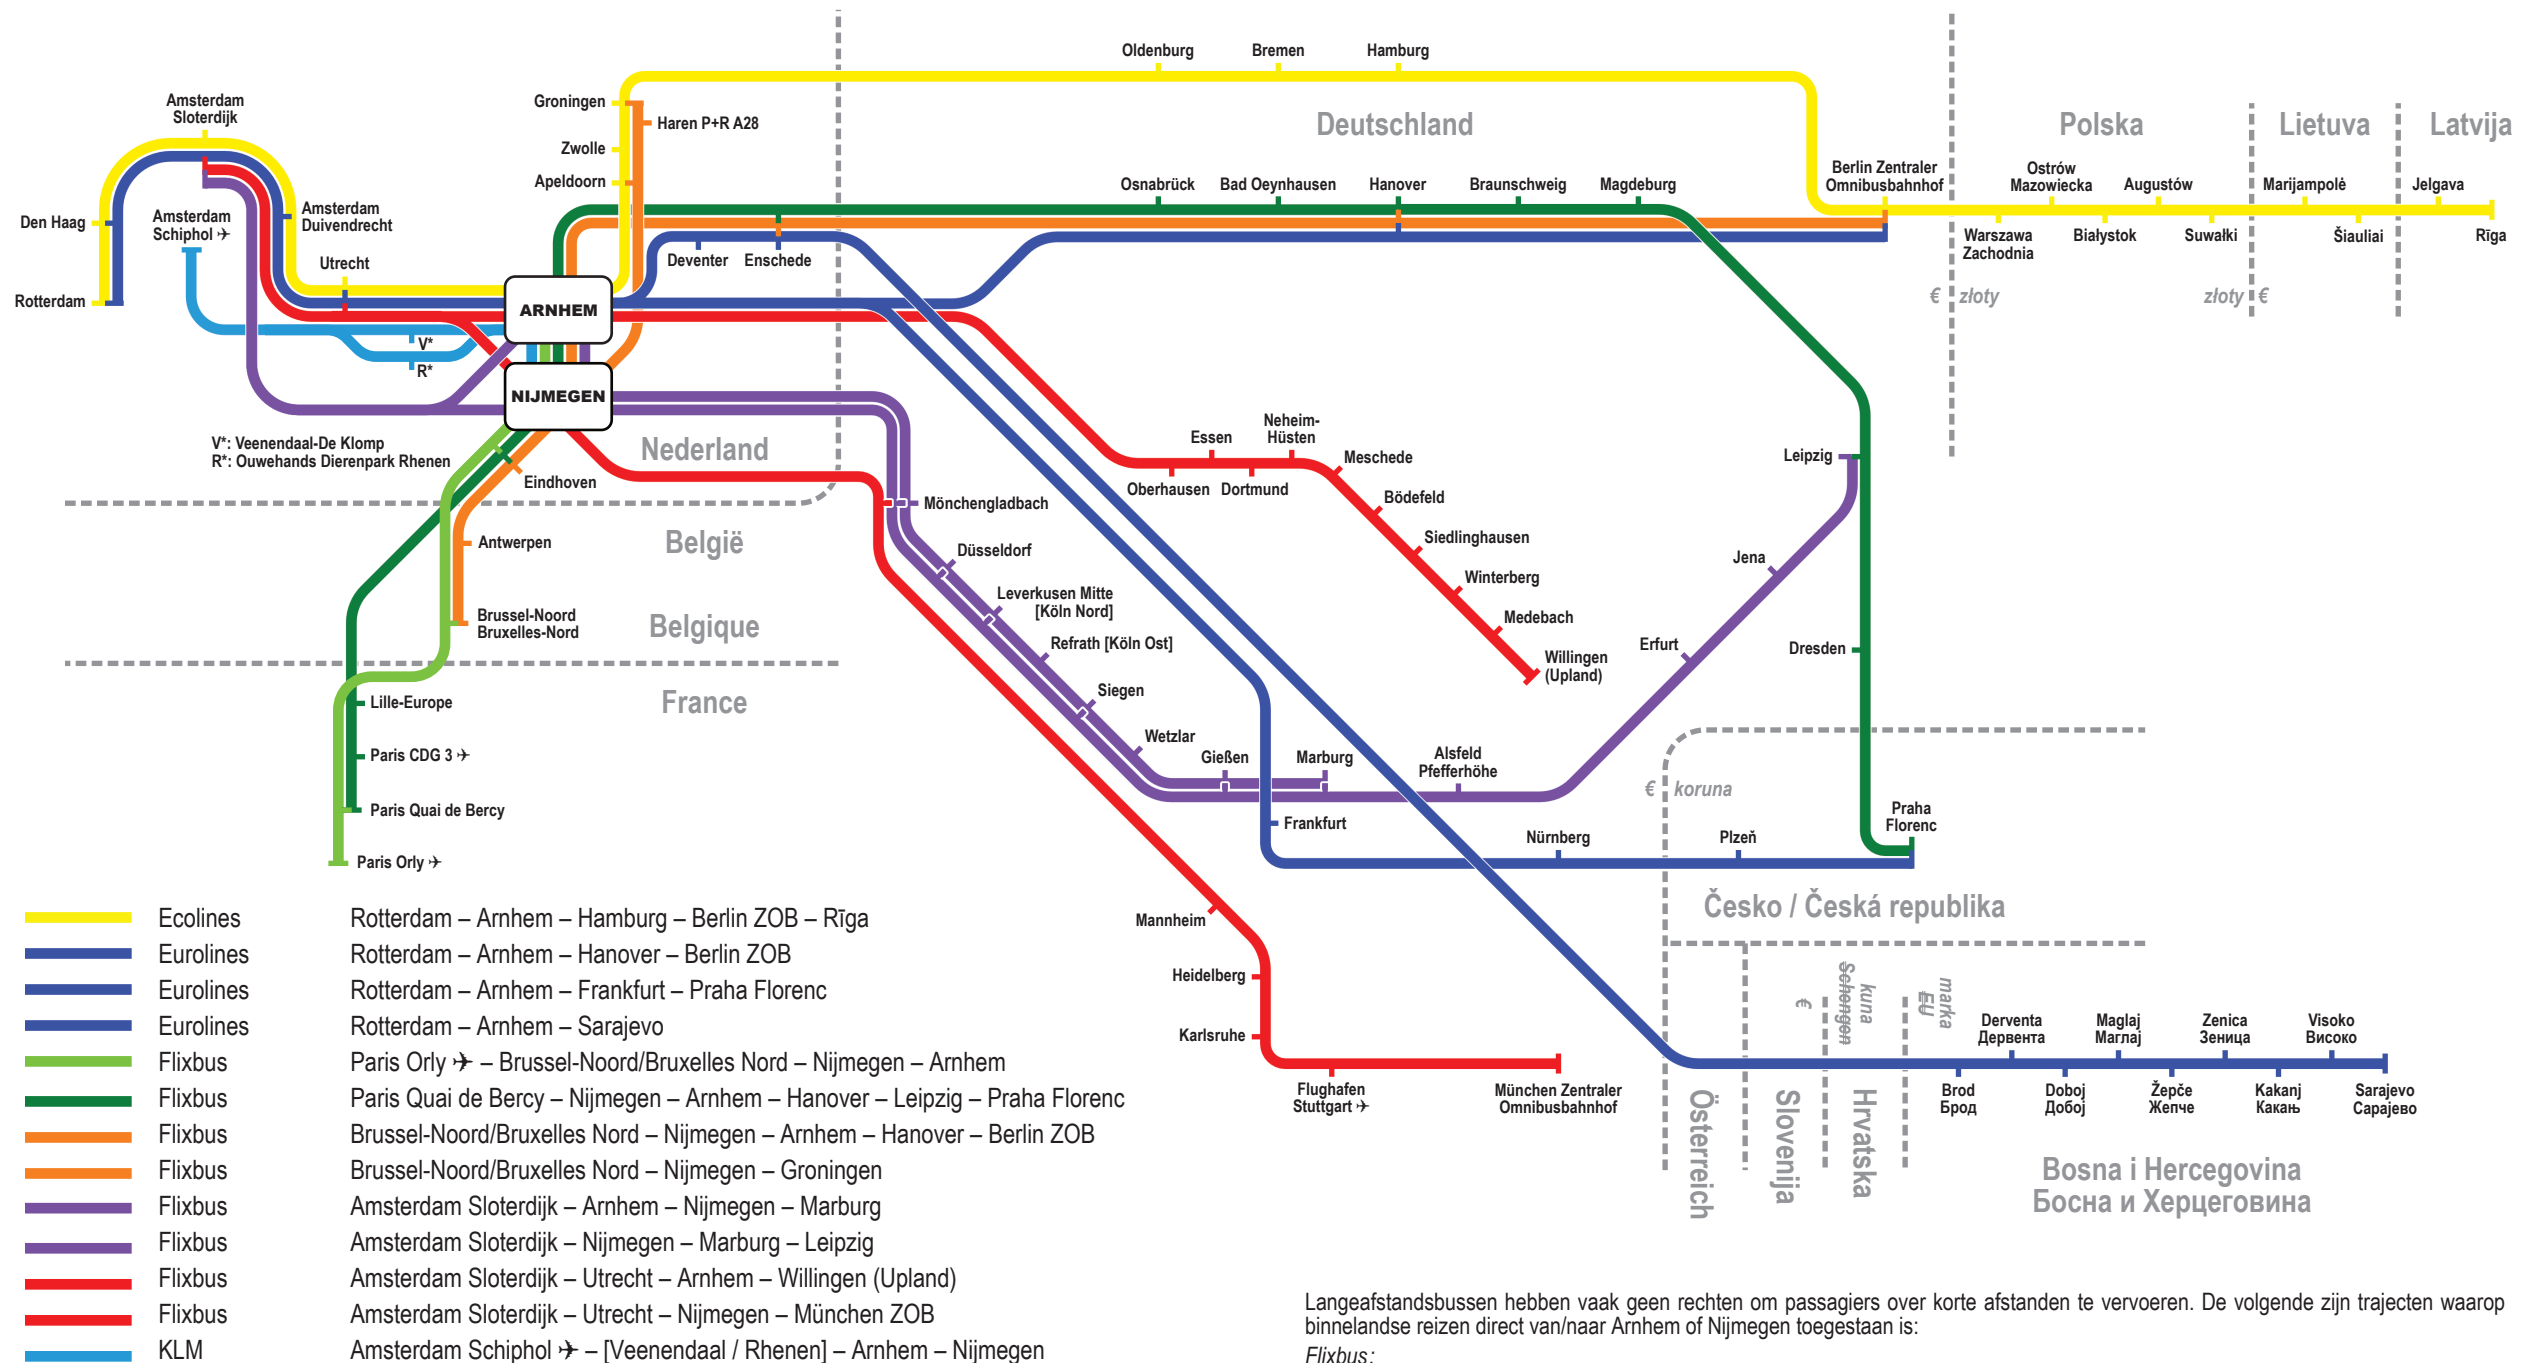 Oldenburg
Bremen
Hamburg
Amsterdam
Sloterdijk
Groningen
Haren P+R A28
Zwolle
Apeldoorn
Deutschland
Polska
Lietuva
Latvija
Den Haag
Amsterdam
Schiphol ✈
Amsterdam
Duivendrecht
Utrecht
Rotterdam
Osnabrück
Bad Oeynhausen
Hanover
Braunschweig
Magdeburg
Berlin Zentraler
Omnibusbahnhof
Ostrów
Mazowiecka
Augustów
Marijampolė
Jelgava
Deventer
Enschede
Warszawa
Zachodnia
Białystok
Suwałki
Šiauliai
Rīga
€
złoty
złoty
€
ARNHEM
V*
R*
NIJMEGEN
V*: Veenendaal-De Klomp
R*: Ouwehands Dierenpark Rhenen
Nederland
Eindhoven
Essen
Neheim-
Hüsten
Meschede
Oberhausen
Dortmund
Bödefeld
Siedlinghausen
Winterberg
Medebach
Willingen
(Upland)
Leipzig
Mönchengladbach
Antwerpen
België
Düsseldorf
Leverkusen Mitte
[Köln Nord]
Refrath [Köln Ost]
Jena
Brussel-Noord
Bruxelles-Nord
Belgique
Erfurt
Dresden
Siegen
Lille-Europe
France
Wetzlar
Gießen
Marburg
Alsfeld
Pfefferhöhe
Paris CDG 3 ✈
€
koruna
Paris Quai de Bercy
Frankfurt
Nürnberg
Plzeň
Praha
Florenc
Paris Orly ✈
Česko / Česká republika
Mannheim
Heidelberg
Karlsruhe
Flughafen
Stuttgart ✈
München Zentraler
Omnibusbahnhof
€
Schengen
kuna
EU
marka
Derventa
Дервента
Maglaj
Маглај
Zenica
Зеница
Visoko
Високо
Brod
Брод
Doboj
Добој
Žepče
Жепче
Kakanj
Какањ
Sarajevo
Сарајево
Österreich
Slovenija
Hrvatska
Bosna i Hercegovina
Босна и Херцеговина
Ecolines Rotterdam – Arnhem – Hamburg – Berlin ZOB – Rīga
Eurolines Rotterdam – Arnhem – Hanover – Berlin ZOB
Eurolines Rotterdam – Arnhem – Frankfurt – Praha Florenc
Eurolines Rotterdam – Arnhem – Sarajevo
Flixbus Paris Orly ✈ – Brussel-Noord/Bruxelles Nord – Nijmegen – Arnhem
Flixbus Paris Quai de Bercy – Nijmegen – Arnhem – Hanover – Leipzig – Praha Florenc
Flixbus Brussel-Noord/Bruxelles Nord – Nijmegen – Arnhem – Hanover – Berlin ZOB
Flixbus Brussel-Noord/Bruxelles Nord – Nijmegen – Groningen
Flixbus Amsterdam Sloterdijk – Arnhem – Nijmegen – Marburg
Flixbus Amsterdam Sloterdijk – Nijmegen – Marburg – Leipzig
Flixbus Amsterdam Sloterdijk – Utrecht – Arnhem – Willingen (Upland)
Flixbus Amsterdam Sloterdijk – Utrecht – Nijmegen – München ZOB
KLM Amsterdam Schiphol ✈ – [Veenendaal / Rhenen] – Arnhem – Nijmegen
Langeafstandsbussen hebben vaak geen rechten om passagiers over korte afstanden te vervoeren. De volgende zijn trajecten waarop
binnelandse reizen direct van/naar Arnhem of Nijmegen toegestaan is:
Flixbus: